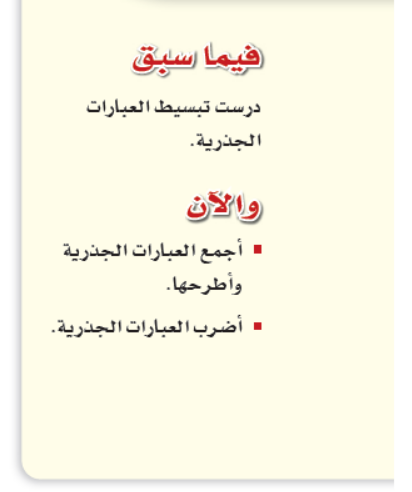 فيما سبق
درست تبسيط العبارات
الجذرية.
والآن
■ أجمع العبارات الجذرية
وأطرحها.
■ أضرب العبارات الجذرية.